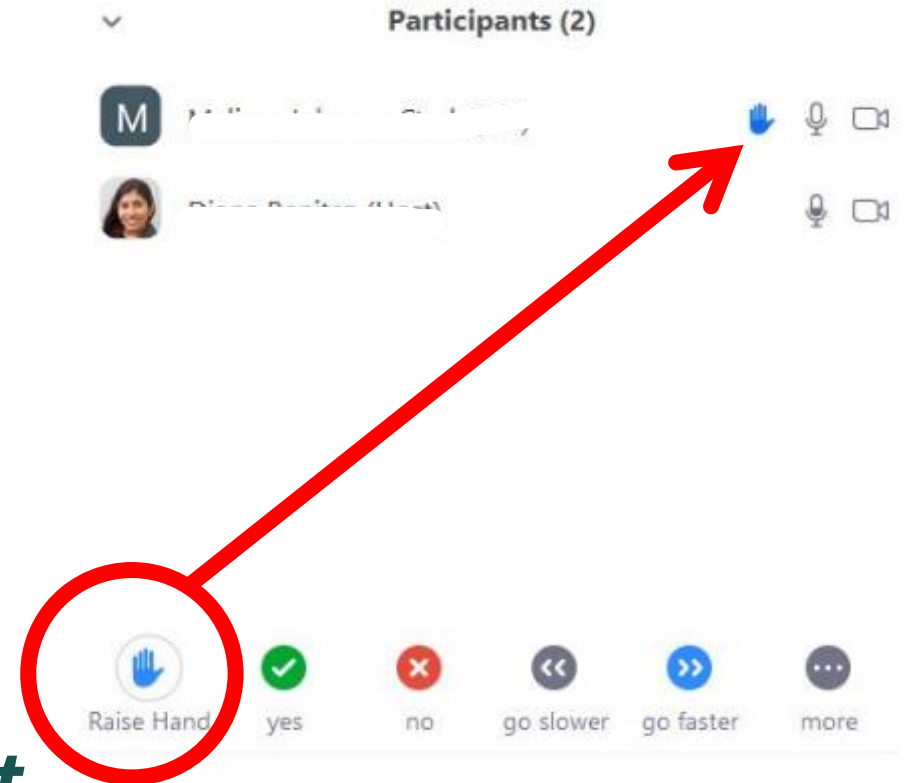 Participants (2)
M
Raise Hand
yes
no
go slower
go faster
more